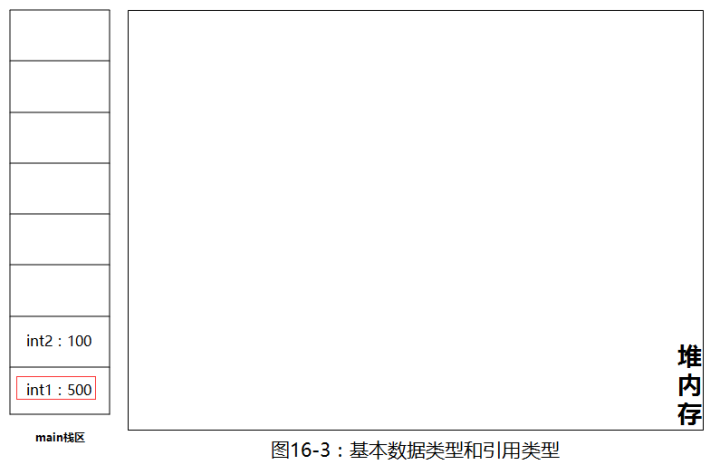 int2：100
int1：500
main栈区
堆
内
存
图16-3：基本数据类型和引用类型